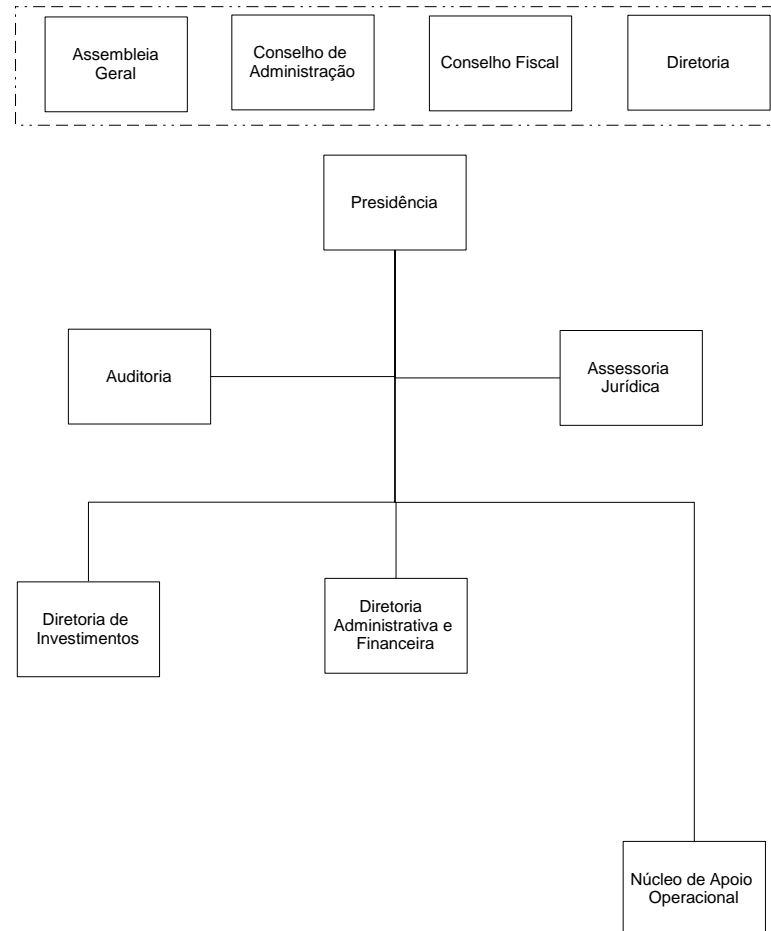 Assembleia
Geral
Conselho de
Administração
Conselho Fiscal
Diretoria
Presidência
Auditoria
Assessoria
Jurídica
Diretoria de
Investimentos
Diretoria
Administrativa e
Financeira
Núcleo de Apoio
Operacional